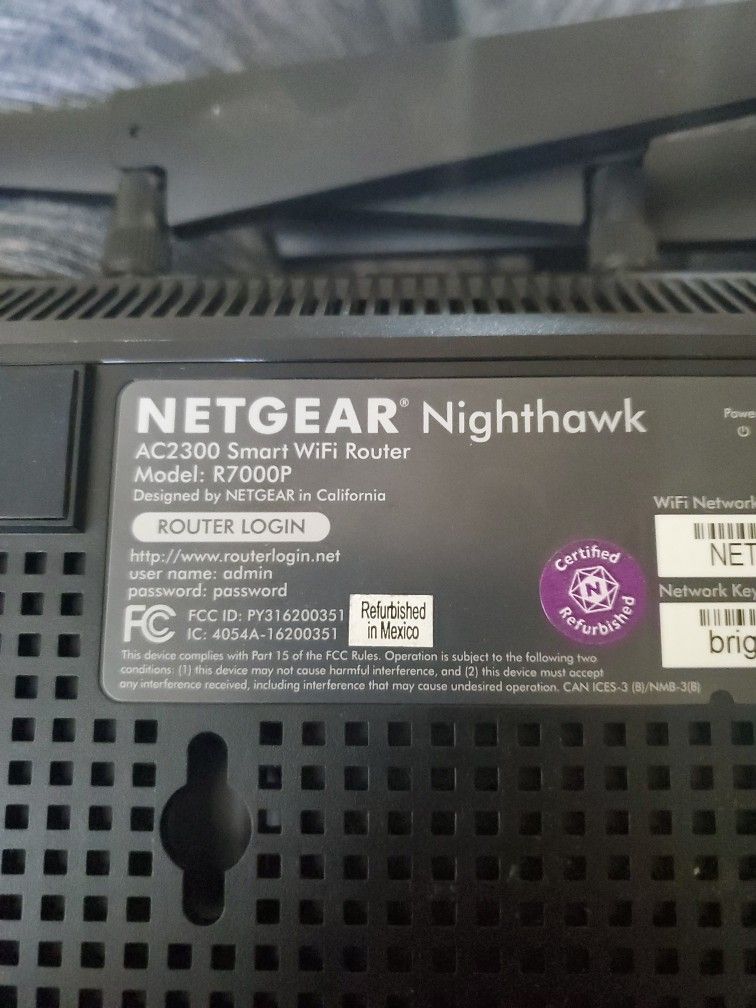 NETGEAR® Nighthawk
AC2300 Smart WiFi Router
Model: R7000P
Designed by NETGEAR in California
ROUTER LOGIN
http://www.routerlogin.net
user name: admin
password: password
FC FCC ID: PY316200351
IC: 4054A-16200351
Refurbished
in Mexico
This device complies with Part 15 of the FCC Rules. Operation is subject to the following two
conditions: (1) this device may not cause harmful interference, and (2) this device must accept
any interference received, including interference that may cause undesired operation. CAN ICES-3 (B)/NMB-3(B)
Certified
N
Refurbished
Powe
WiFi Network
NET
Network Key
brig